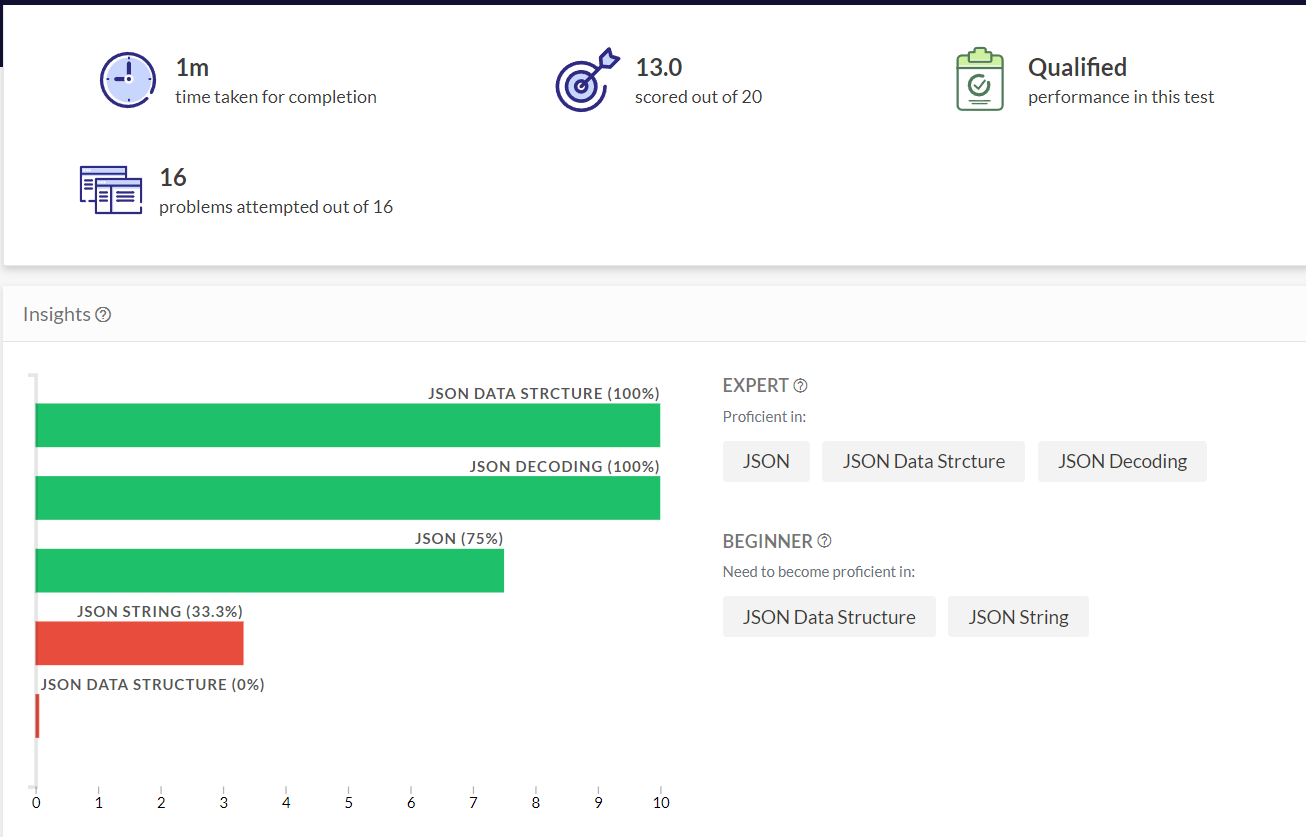 1m
time taken for completion
13.0
scored out of 20
Qualified
performance in this test
16
problems attempted out of 16
Insights ?
JSON DATA STRCTURE (100%)
JSON DECODING (100%)
JSON (75%)
JSON STRING (33.3%)
JSON DATA STRUCTURE (0%)
0 1 2 3 4 5 6 7 8 9 10
EXPERT ?
Proficient in:
JSON JSON Data Strcture JSON Decoding
BEGINNER ?
Need to become proficient in:
JSON Data Structure JSON String